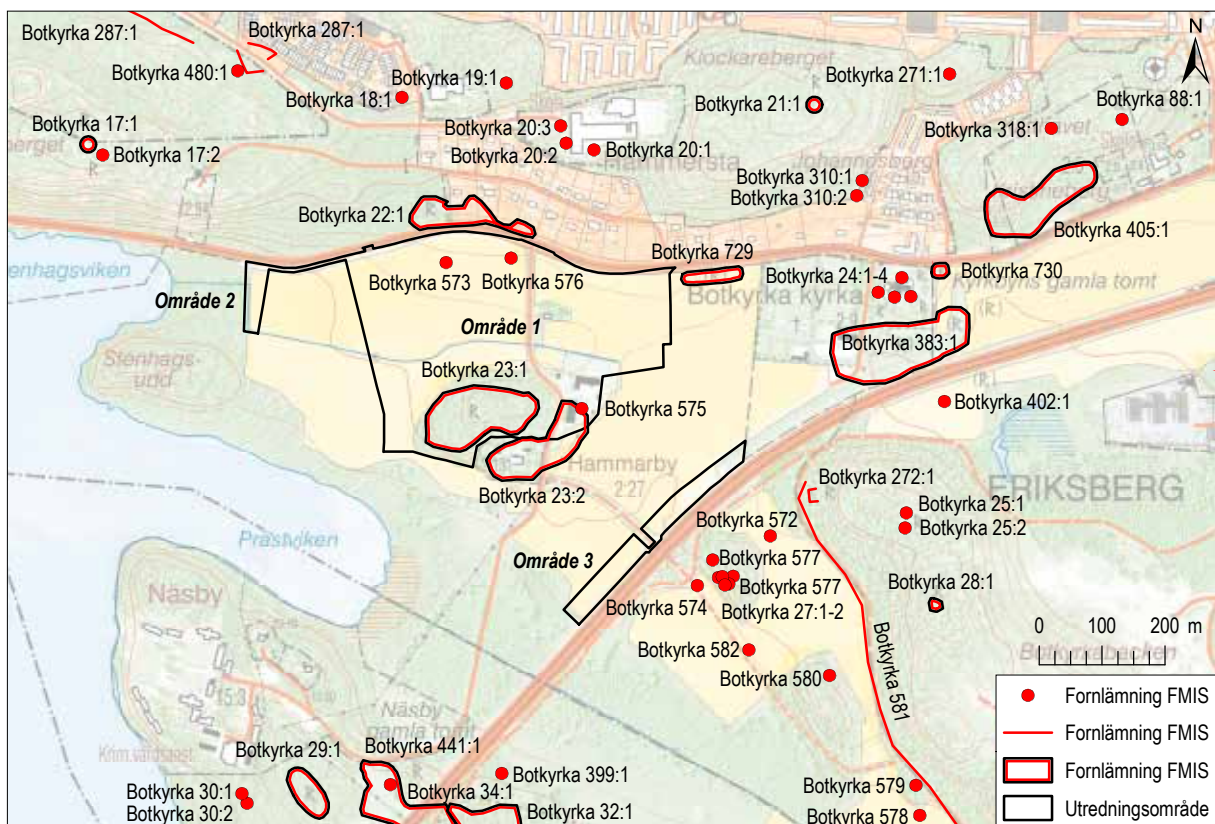 Botkyrka 287:1
Botkyrka 287:1
N
Klockareberget
Botkyrka 480:1
Botkyrka 19:1
Botkyrka 271:1
Botkyrka 18:1
Botkyrka 21:1
Botkyrka 88:1
Botkyrka 17:1
Botkyrka 20:3
Botkyrka 318:1
Botkyrka 17:2
Botkyrka 20:2
Botkyrka 20:1
Botkyrka 310:1
Botkyrka 310:2
Botkyrka 22:1
Botkyrka 405:1
Botkyrka 729
Botkyrka 573
Botkyrka 576
Botkyrka 24:1-4
Botkyrka 730
Kyrkbyns gamla tomt
Område 2
Botkyrka kyrka
Område 1
Stenhags-
sund
Botkyrka 383:1
Botkyrka 23:1
Botkyrka 575
Botkyrka 402:1
Hammarby
2:27
Botkyrka 23:2
Botkyrka 272:1
ERIKSBERG
Botkyrka 25:1
Botkyrka 25:2
Botkyrka 572
Prästviken
Område 3
Botkyrka 577
Botkyrka 577
Botkyrka 28:1
Näsby
Botkyrka 574
Botkyrka 27:1-2
0 100 200 m
Botkyrka 582
Botkyrka 580
Botkyrka 581
15:3
Näsby
gamla tomt
Fornlämning FMIS
Fornlämning FMIS
Botkyrka 29:1
Botkyrka 441:1
Botkyrka 399:1
Fornlämning FMIS
Botkyrka 30:1
Botkyrka 34:1
Botkyrka 579
Botkyrka 30:2
Botkyrka 32:1
Botkyrka 578
Utredningsområde